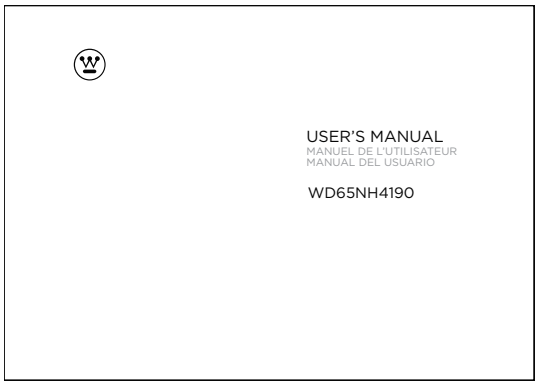 USER'S MANUAL
MANUEL DE L'UTILISATEUR
MANUAL DEL USUARIO
WD65NH4190